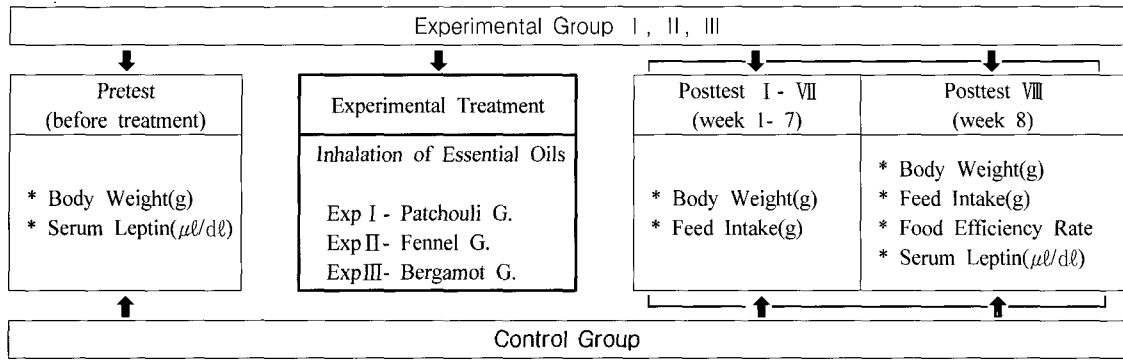 Experimental Group Ⅰ, Ⅱ, Ⅲ
Pretest
(before treatment)
* Body Weight(g)
* Serum Leptin(㎕/㎗)
Experimental Treatment
Inhalation of Essential Oils
Exp Ⅰ- Patchouli G.
Exp Ⅱ- Fennel G.
Exp Ⅲ- Bergamot G.
Posttest Ⅰ - Ⅶ
(week 1- 7)
* Body Weight(g)
* Feed Intake(g)
Posttest Ⅷ
(week 8)
* Body Weight(g)
* Feed Intake(g)
* Food Efficiency Rate
* Serum Leptin(㎕/㎗)
Control Group